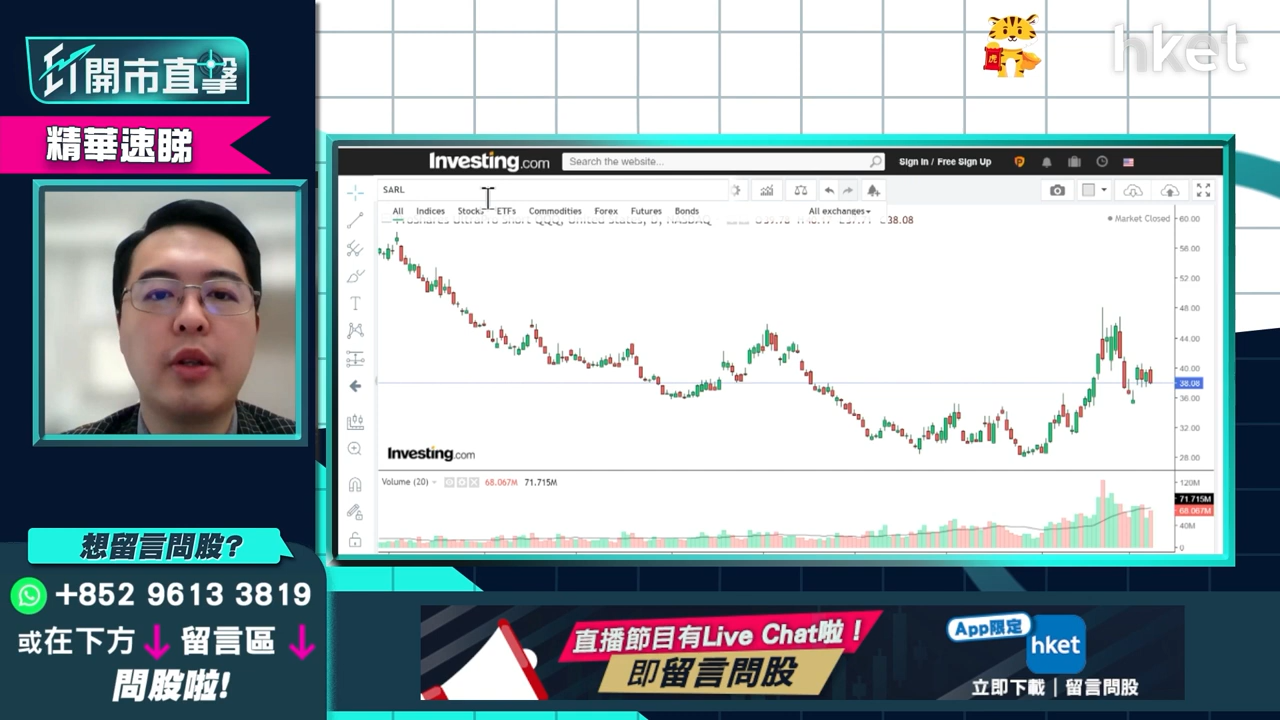 hket
ET開市直擊
精華速睇
Investing.com
Search the website...
Sign In / Free Sign Up
SARL
All Indices Stocks ETFs Commodities Forex Futures Bonds
All exchanges
38.08
Market Closed
60.00
56.00
52.00
48.00
44.00
40.00
38.08
36.00
32.00
28.00
Investing.com
Volume (20) 68.067M 71.715M
120M
71.715M
68.067M
40M
0
想留言問股?
+852 9613 3819
或在下方 留言區
問股啦!
直播節目有Live Chat啦!
即留言問股
App限定
hket
立即下載|留言問股
虎